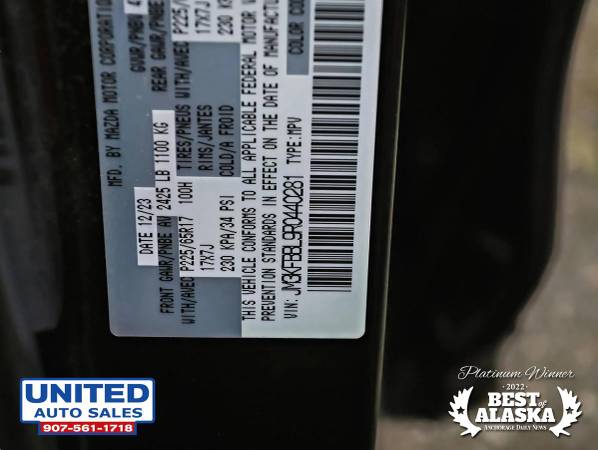 MFD. BY MAZDA MOTOR CORPORATION
DATE 12/23
GVWR/PNBV
FRONT GAWR/PNBE AV 2425 LB 1100 KG
REAR GAWR/PNBE
WITH/AVEC P225/65R17 100H TIRES/PNEUS WITH/AVEC P225/
17X7J RIMS/JANTES 17X7J
230 KPA/34 PSI COLD/A FROID 230 KP
THIS VEHICLE CONFORMS TO ALL APPLICABLE FEDERAL MOTOR
PREVENTION STANDARDS IN EFFECT ON THE DATE OF MANUFACTUR
VIN: JM3KFBBL9R0440281 TYPE: MPV
COLOR COD
UNITED
AUTO SALES
907-561-1718
Platinum Winner
2022
BEST of
ALASKA
ANCHORAGE DAILY NEWS